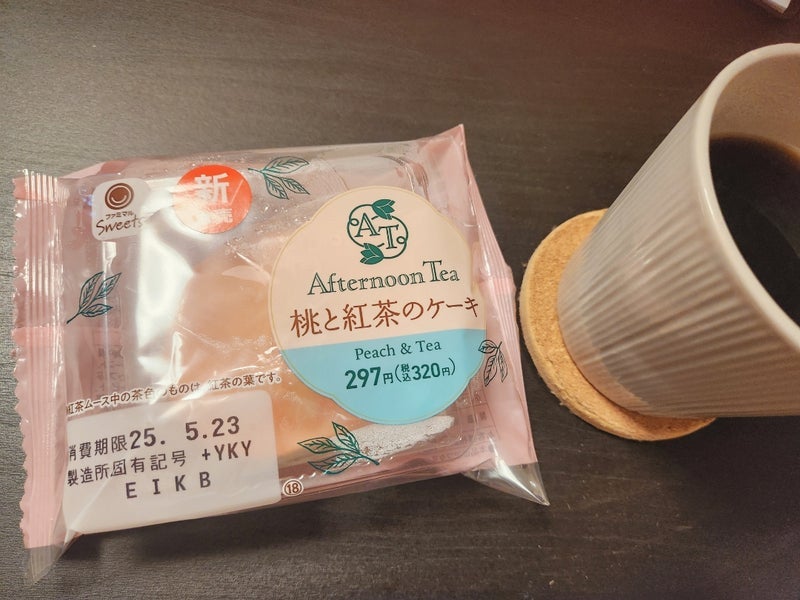 ファミマル
Sweets
新
発売
AT
Afternoon Tea
桃と紅茶のケーキ
Peach & Tea
297円(税込320円)
紅茶ムース中の茶色のものは、紅茶の葉です。
消費期限25. 5.23
製造所固有記号 +YKY
EIKB
18